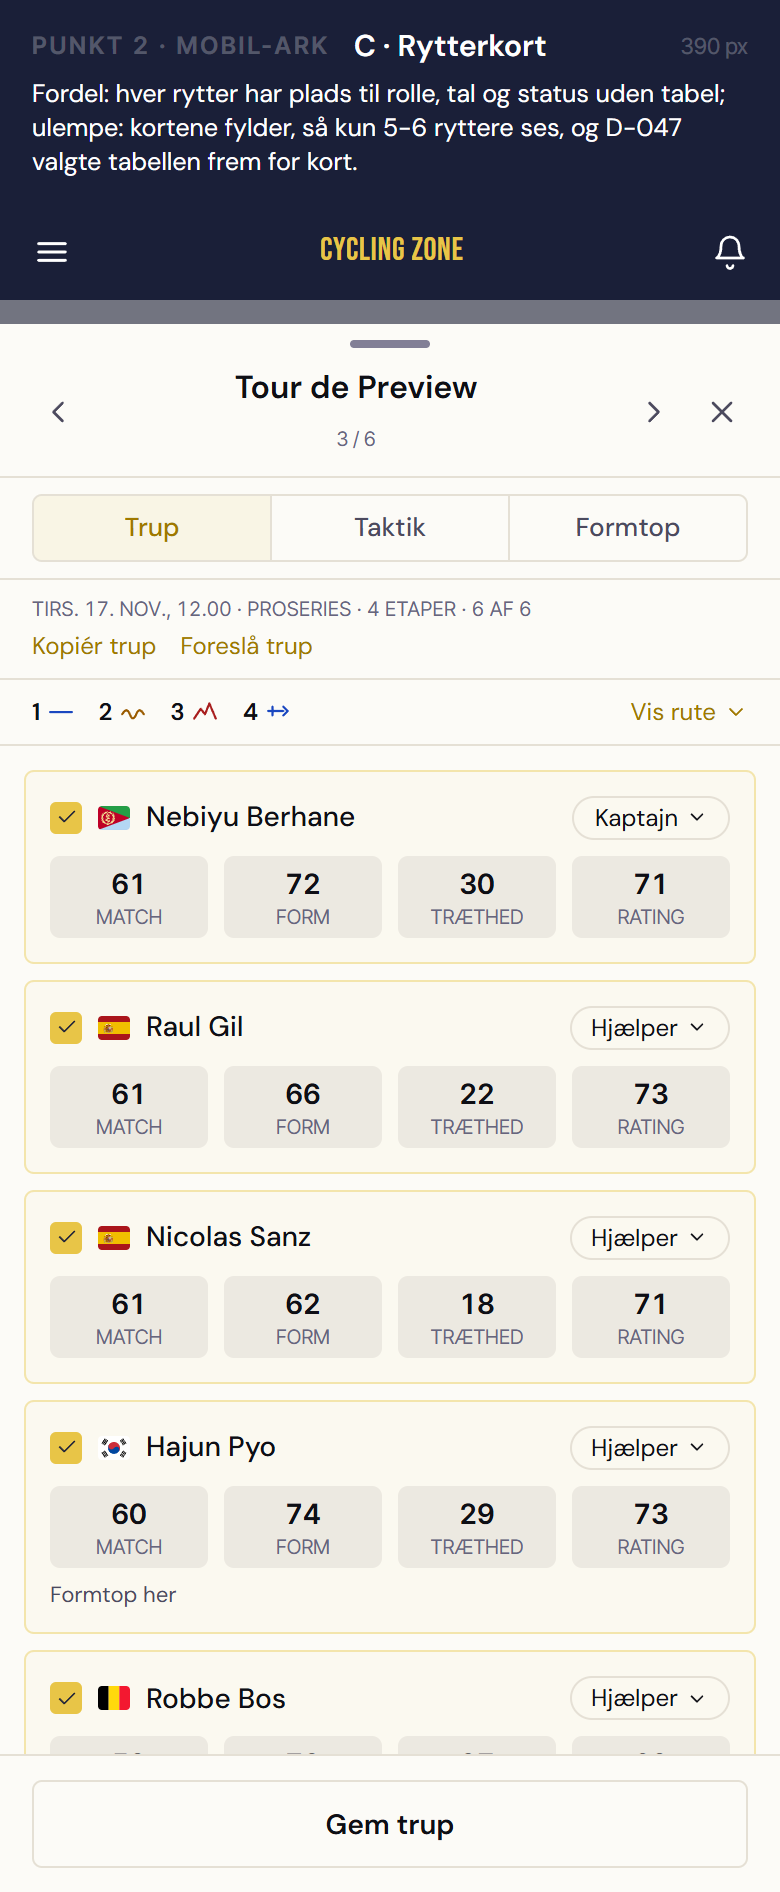 PUNKT 2 · MOBIL-ARK C · Rytterkort 390 px
Fordel: hver rytter har plads til rolle, tal og status uden tabel;
ulempe: kortene fylder, så kun 5-6 ryttere ses, og D-047
valgte tabellen frem for kort.
CYCLING ZONE
Tour de Preview
3 / 6
Trup Taktik Formtop
TIRS. 17. NOV., 12.00 · PROSERIES · 4 ETAPER · 6 AF 6
Kopiér trup Foreslå trup
1 2 3 4 Vis rute
Nebiyu Berhane Kaptajn
61 72 30 71
MATCH FORM TRÆTHED RATING
Raul Gil Hjælper
61 66 22 73
MATCH FORM TRÆTHED RATING
Nicolas Sanz Hjælper
61 62 18 71
MATCH FORM TRÆTHED RATING
Hajun Pyo Hjælper
60 74 29 73
MATCH FORM TRÆTHED RATING
Formtop her
Robbe Bos Hjælper
Gem trup